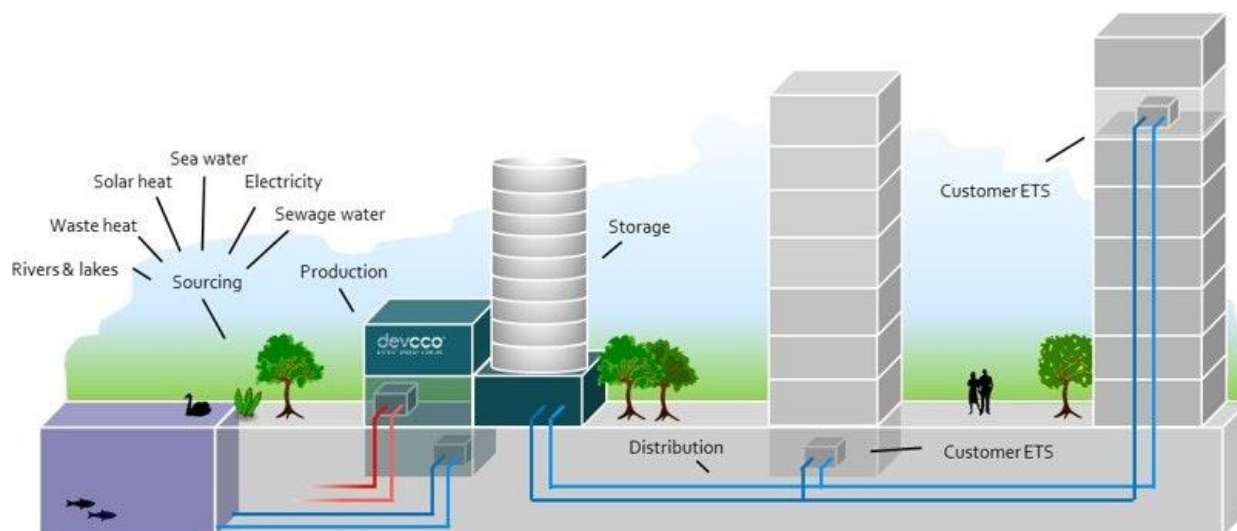 Sea water
Solar heat
Electricity
Waste heat
Sewage water
Rivers & lakes
Sourcing
Production
Storage
Customer ETS
devcco
Distribution
Customer ETS